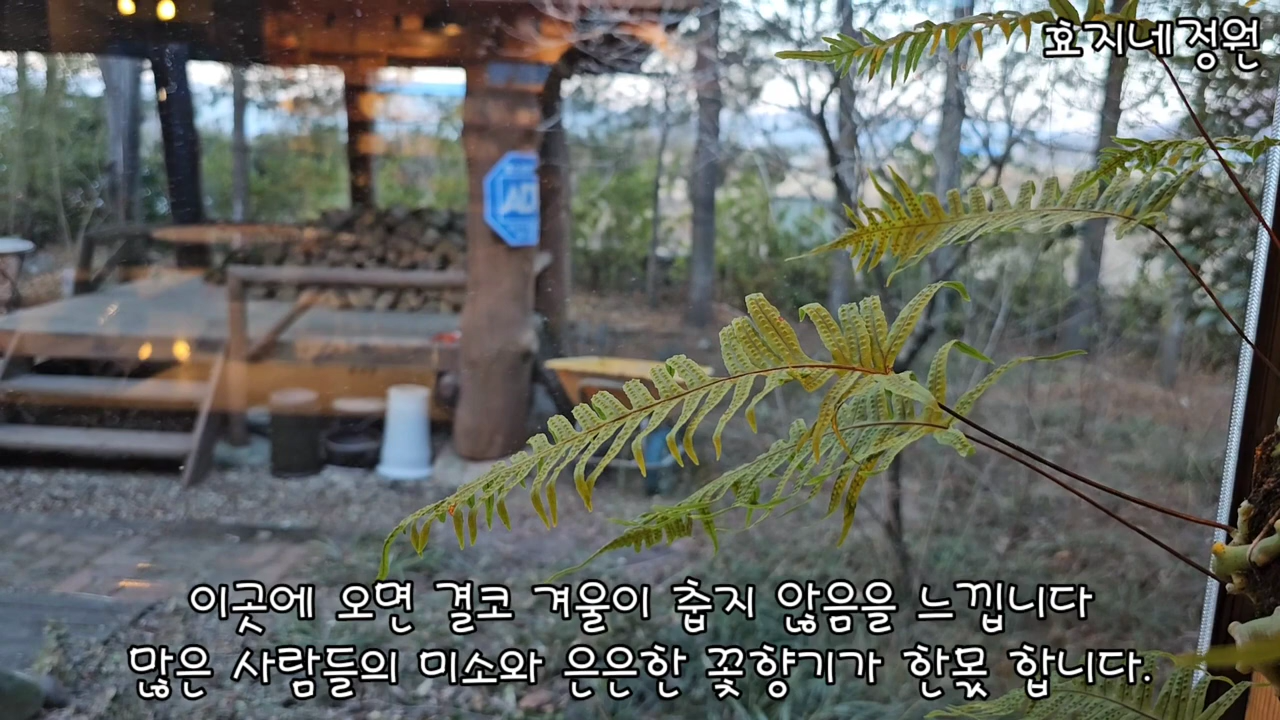 효지네정원
AD
이곳에 오면 결코 겨울이 춥지 않음을 느낍니다
많은 사람들의 미소와 은은한 꽃향기가 한몫 합니다.